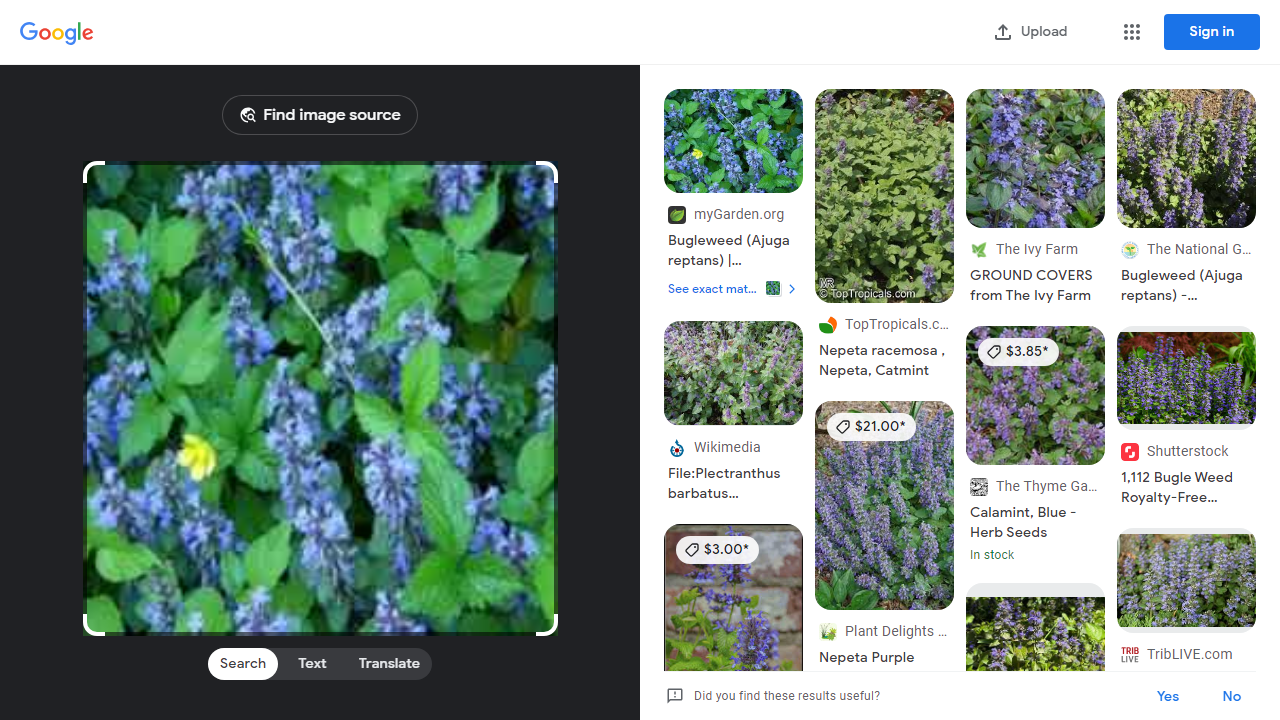 Google
Upload
Sign in
Find image source
Search
Text
Translate
myGarden.org
Bugleweed (Ajuga
reptans) |...
See exact mat...
Wikimedia
File:Plectranthus
barbatus...
$3.00*
© TopTropicals.com
TopTropicals.c...
Nepeta racemosa ,
Nepeta, Catmint
$21.00*
Plant Delights ...
Nepeta Purple
The Ivy Farm
GROUND COVERS
from The Ivy Farm
$3.85*
The Thyme Ga...
Calamint, Blue -
Herb Seeds
In stock
The National G...
Bugleweed (Ajuga
reptans) -...
Shutterstock
1,112 Bugle Weed
Royalty-Free...
TRIB
LIVE
TribLIVE.com
Did you find these results useful?
Yes
No